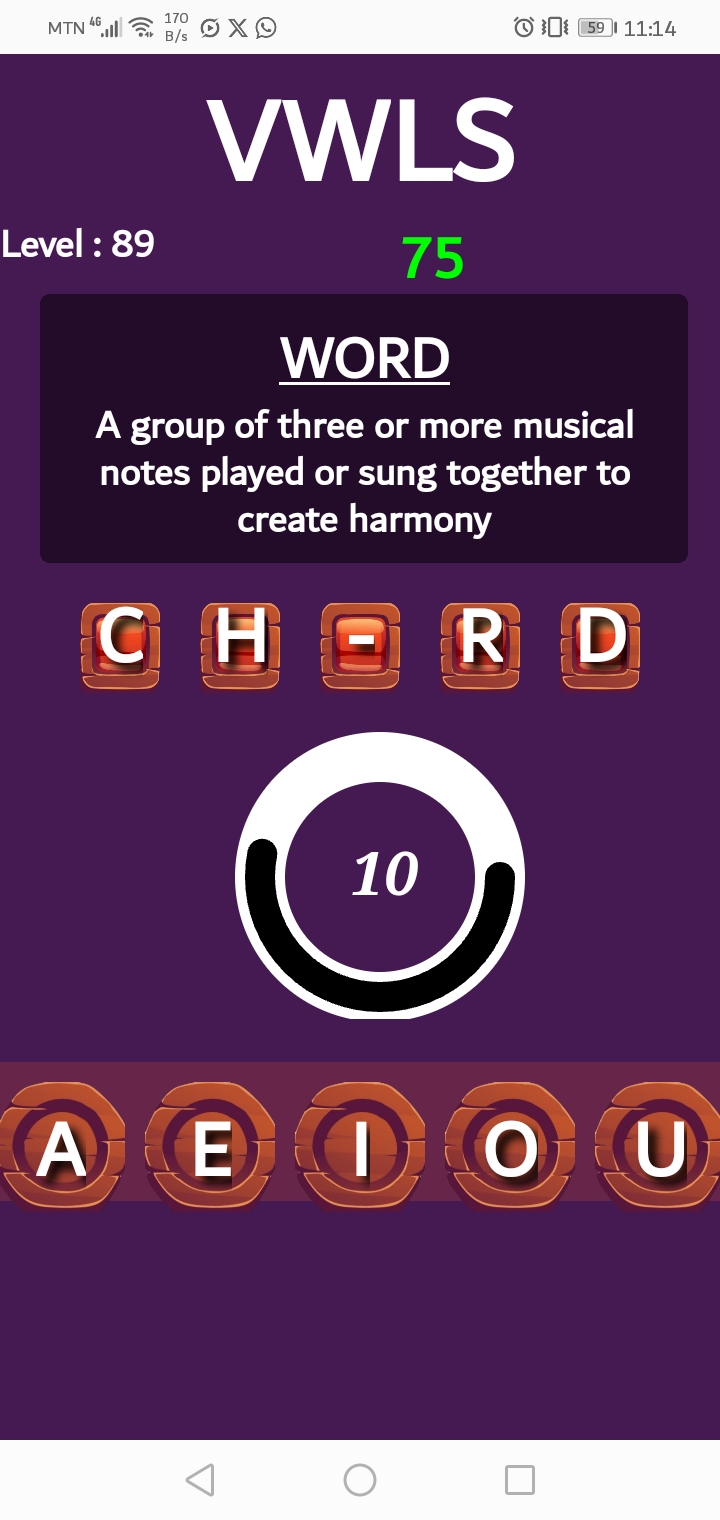 MTN 4G 170 B/s 59 11:14
VWLS
Level : 89 75
WORD
A group of three or more musical
notes played or sung together to
create harmony
C H - R D
10
A E I O U